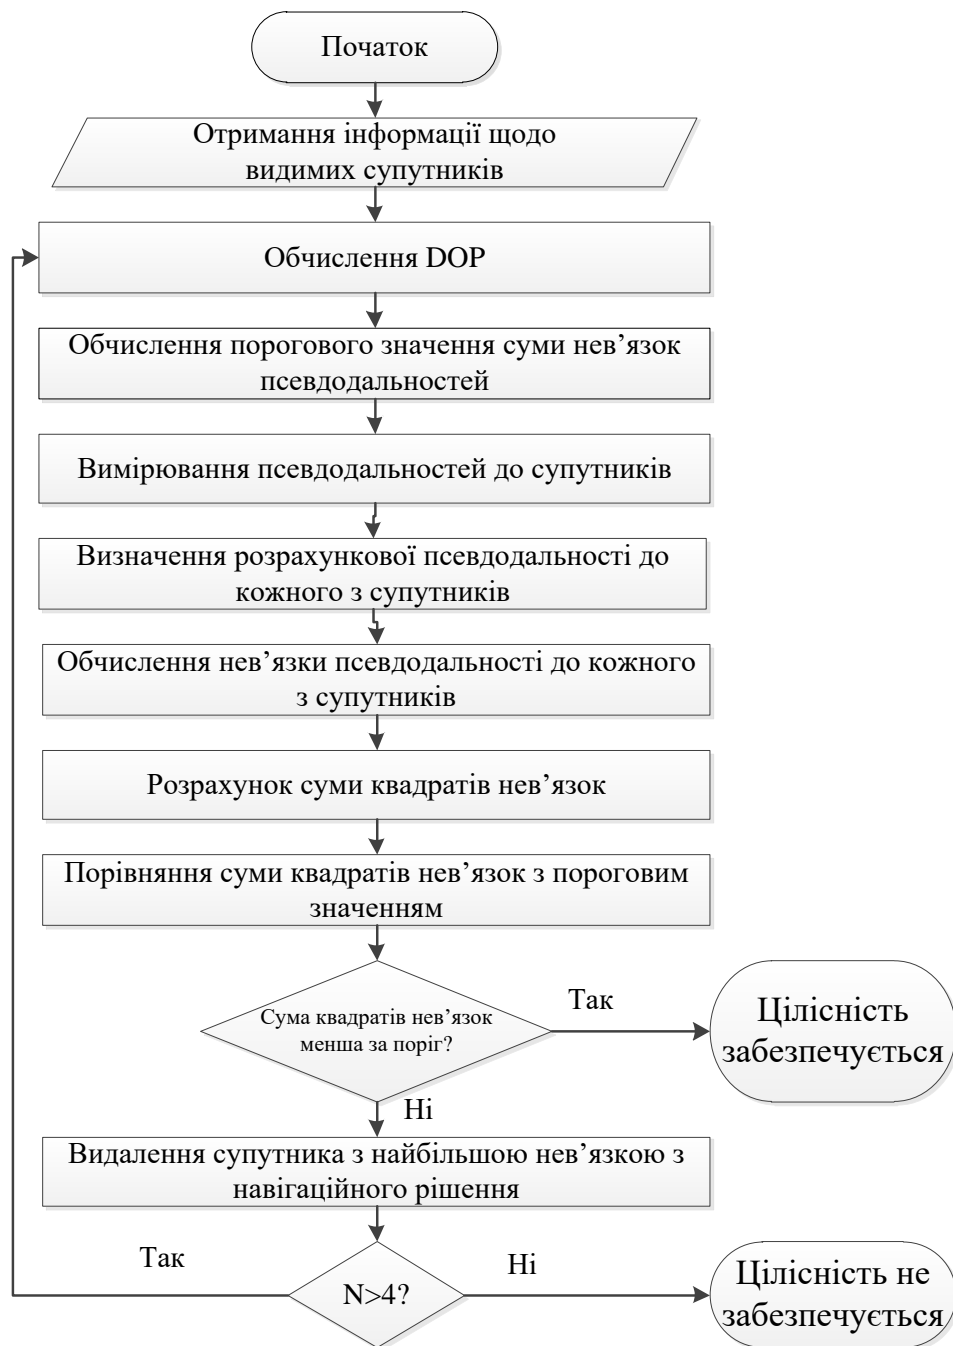 Початок
Отримання інформації щодо
видимих супутників
Обчислення DOP
Обчислення порогового значення суми нев’язок
псевдодальностей
Вимірювання псевдодальностей до супутників
Визначення розрахункової псевдодальності до
кожного з супутників
Обчислення нев’язки псевдодальності до кожного
з супутників
Розрахунок суми квадратів нев’язок
Порівняння суми квадратів нев’язок з пороговим
значенням
Сума квадратів нев’язок
менша за поріг?
Так
Цілісність
забезпечується
Ні
Видалення супутника з найбільшою нев’язкою з
навігаційного рішення
Так
N>4?
Ні
Цілісність не
забезпечується